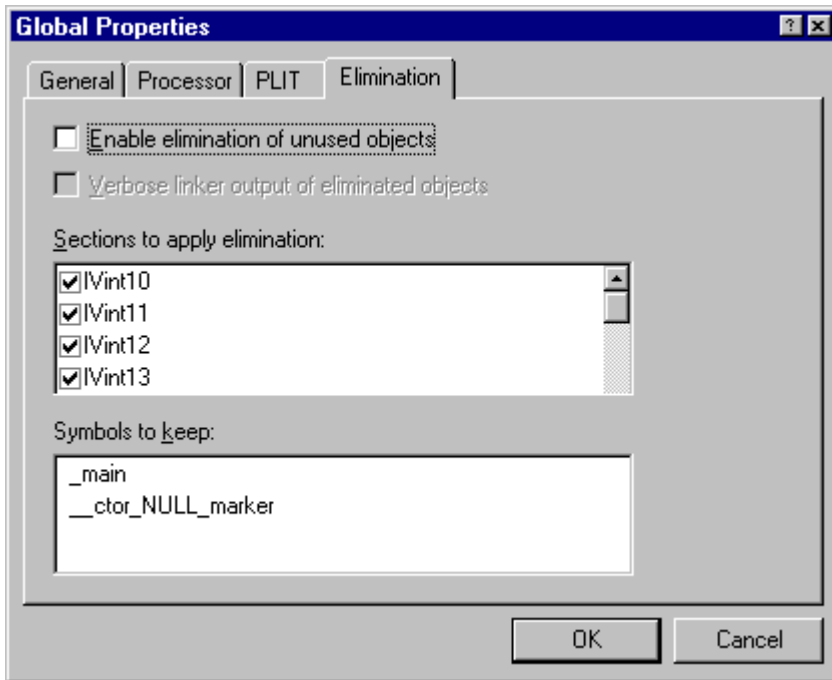 Global Properties
General Processor PLIT Elimination
Enable elimination of unused objects
Verbose linker output of eliminated objects
Sections to apply elimination:
IVint10
IVint11
IVint12
IVint13
Symbols to keep:
_main
__ctor_NULL_marker
OK Cancel